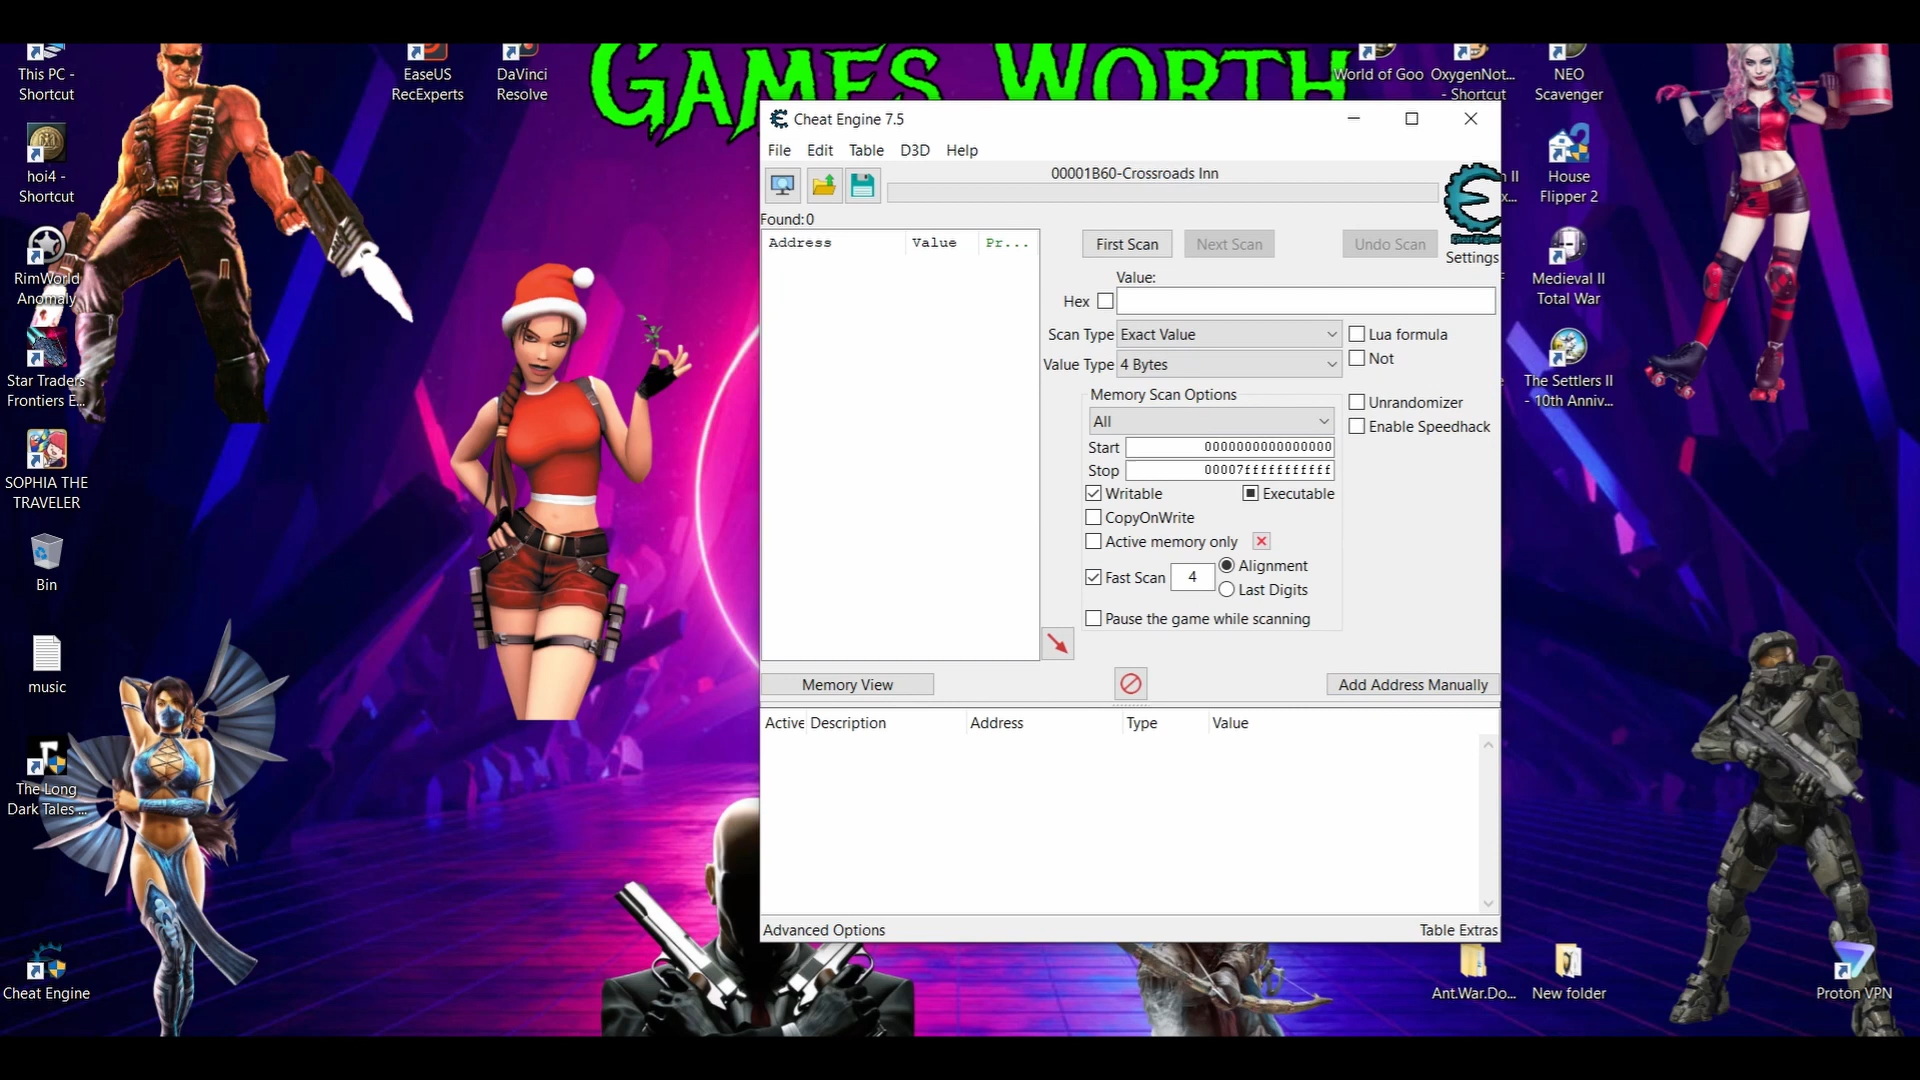 GAMES WORTH
This PC -
Shortcut
EaseUS
RecExperts
DaVinci
Resolve
World of Goo
OxygenNot...
- Shortcut
NEO
Scavenger
hoi4 -
Shortcut
RimWorld
Anomaly
Star Traders
Frontiers E...
SOPHIA THE
TRAVELER
Bin
music
The Long
Dark Tales ...
Cheat Engine
Cheat Engine 7.5
File Edit Table D3D Help
00001B60-Crossroads Inn
Found:0
Address Value Pr...
First Scan
Next Scan
Undo Scan
Cheat Engine
Settings
Value:
Hex
Scan Type Exact Value
Lua formula
Value Type 4 Bytes
Not
Memory Scan Options
All
Unrandomizer
Enable Speedhack
Start 0000000000000000
Stop 00007fffffffffff
Writable
Executable
CopyOnWrite
Active memory only
Fast Scan 4
Alignment
Last Digits
Pause the game while scanning
Memory View
Add Address Manually
Active Description Address Type Value
Advanced Options
Table Extras
House
Flipper 2
Medieval II
Total War
The Settlers II
- 10th Anniv...
Ant.War.Do...
New folder
Proton VPN